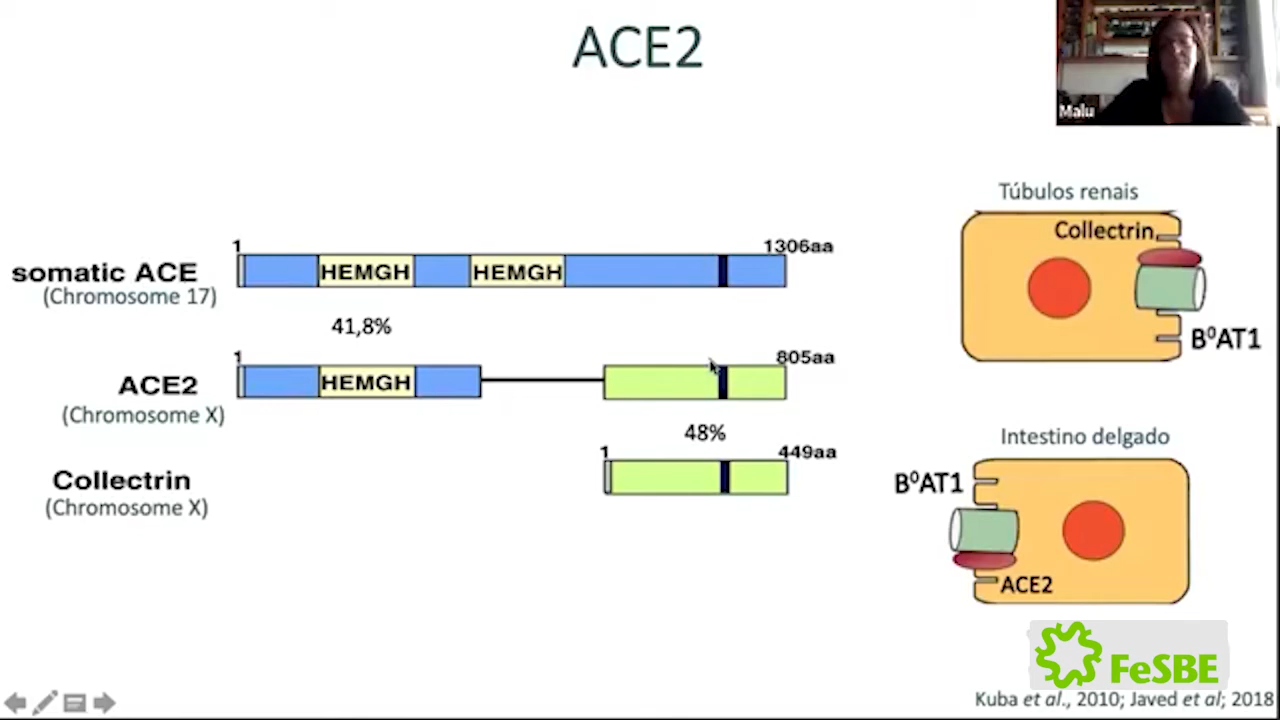 ACE2
Malu
1
1306aa
somatic ACE
HEMGH
HEMGH
(Chromosome 17)
41,8%
1
805aa
ACE2
HEMGH
(Chromosome X)
48%
1
449aa
Collectrin
(Chromosome X)
Túbulos renais
Collectrin
B⁰AT1
Intestino delgado
B⁰AT1
ACE2
FeSBE
Kuba et al., 2010; Javed et al; 2018